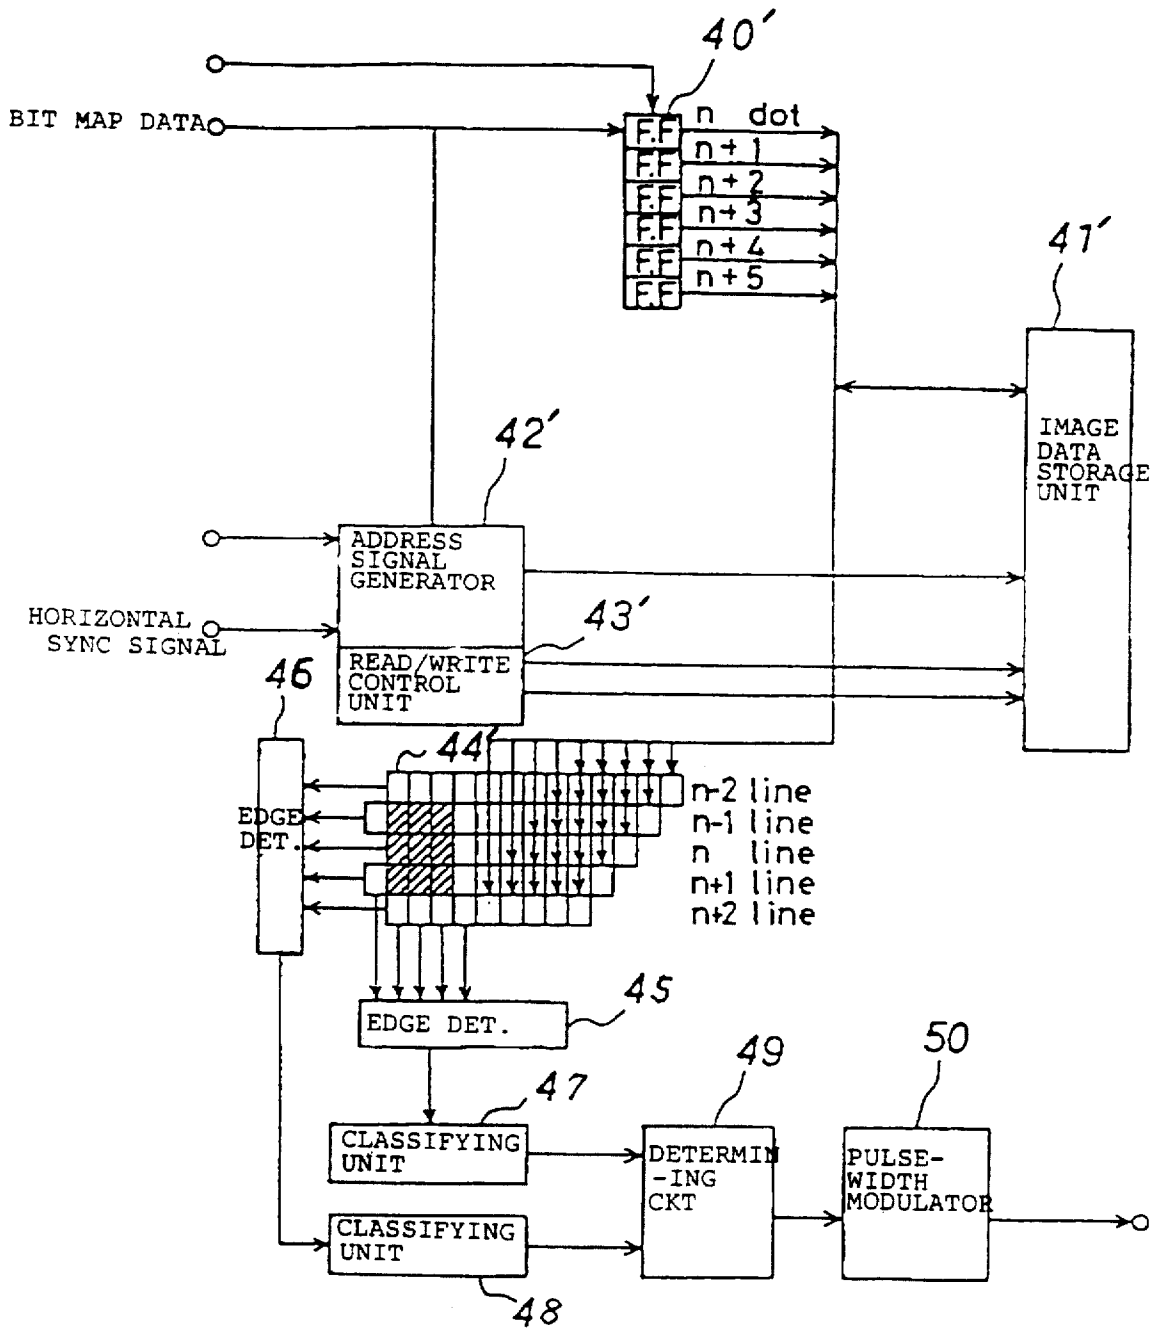 40'
BIT MAP DATA
F.F n dot
F.F n+1
F.F n+2
F.F n+3
F.F n+4
F.F n+5
41'
IMAGE
DATA
STORAGE
UNIT
42'
ADDRESS
SIGNAL
GENERATOR
HORIZONTAL
SYNC SIGNAL
43'
READ/WRITE
CONTROL
UNIT
46
44'
EDGE
DET.
n-2 line
n-1 line
n line
n+1 line
n+2 line
45
EDGE DET.
47
CLASSIFYING
UNIT
49
DETERMIN
-ING
CKT
50
PULSE-
WIDTH
MODULATOR
CLASSIFYING
UNIT
48